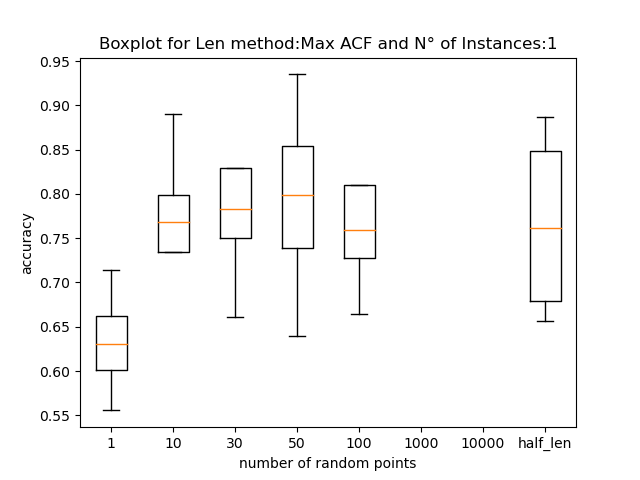 Boxplot for Len method:Max ACF and N° of Instances:1
0.95
0.90
0.85
0.80
0.75
0.70
0.65
0.60
0.55
accuracy
1 10 30 50 100 1000 10000 half_len
number of random points